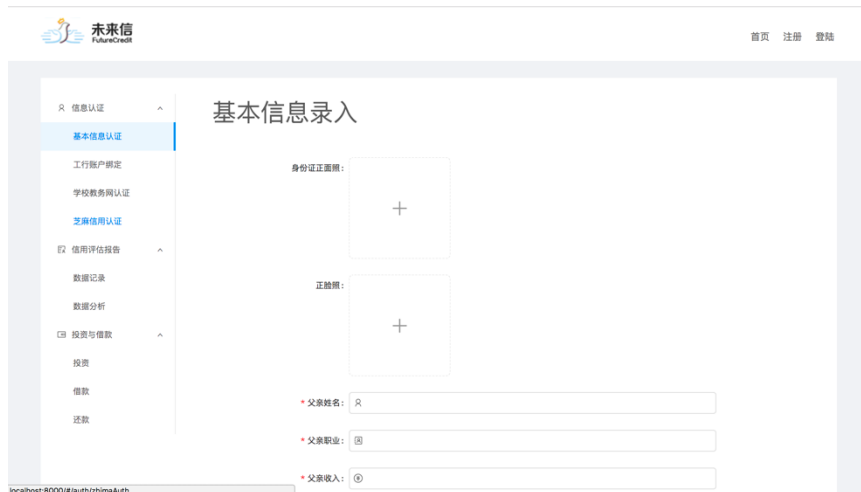 未来信
FutureCredit
首页 注册 登陆
信息认证
基本信息认证
工行账户绑定
学校教务网认证
芝麻信用认证
信用评估报告
数据记录
数据分析
投资与借款
投资
借款
还款
基本信息录入
身份证正面照：
正脸照：
* 父亲姓名：
* 父亲职业：
* 父亲收入：
localhost:8000/#/auth/zhimaAuth